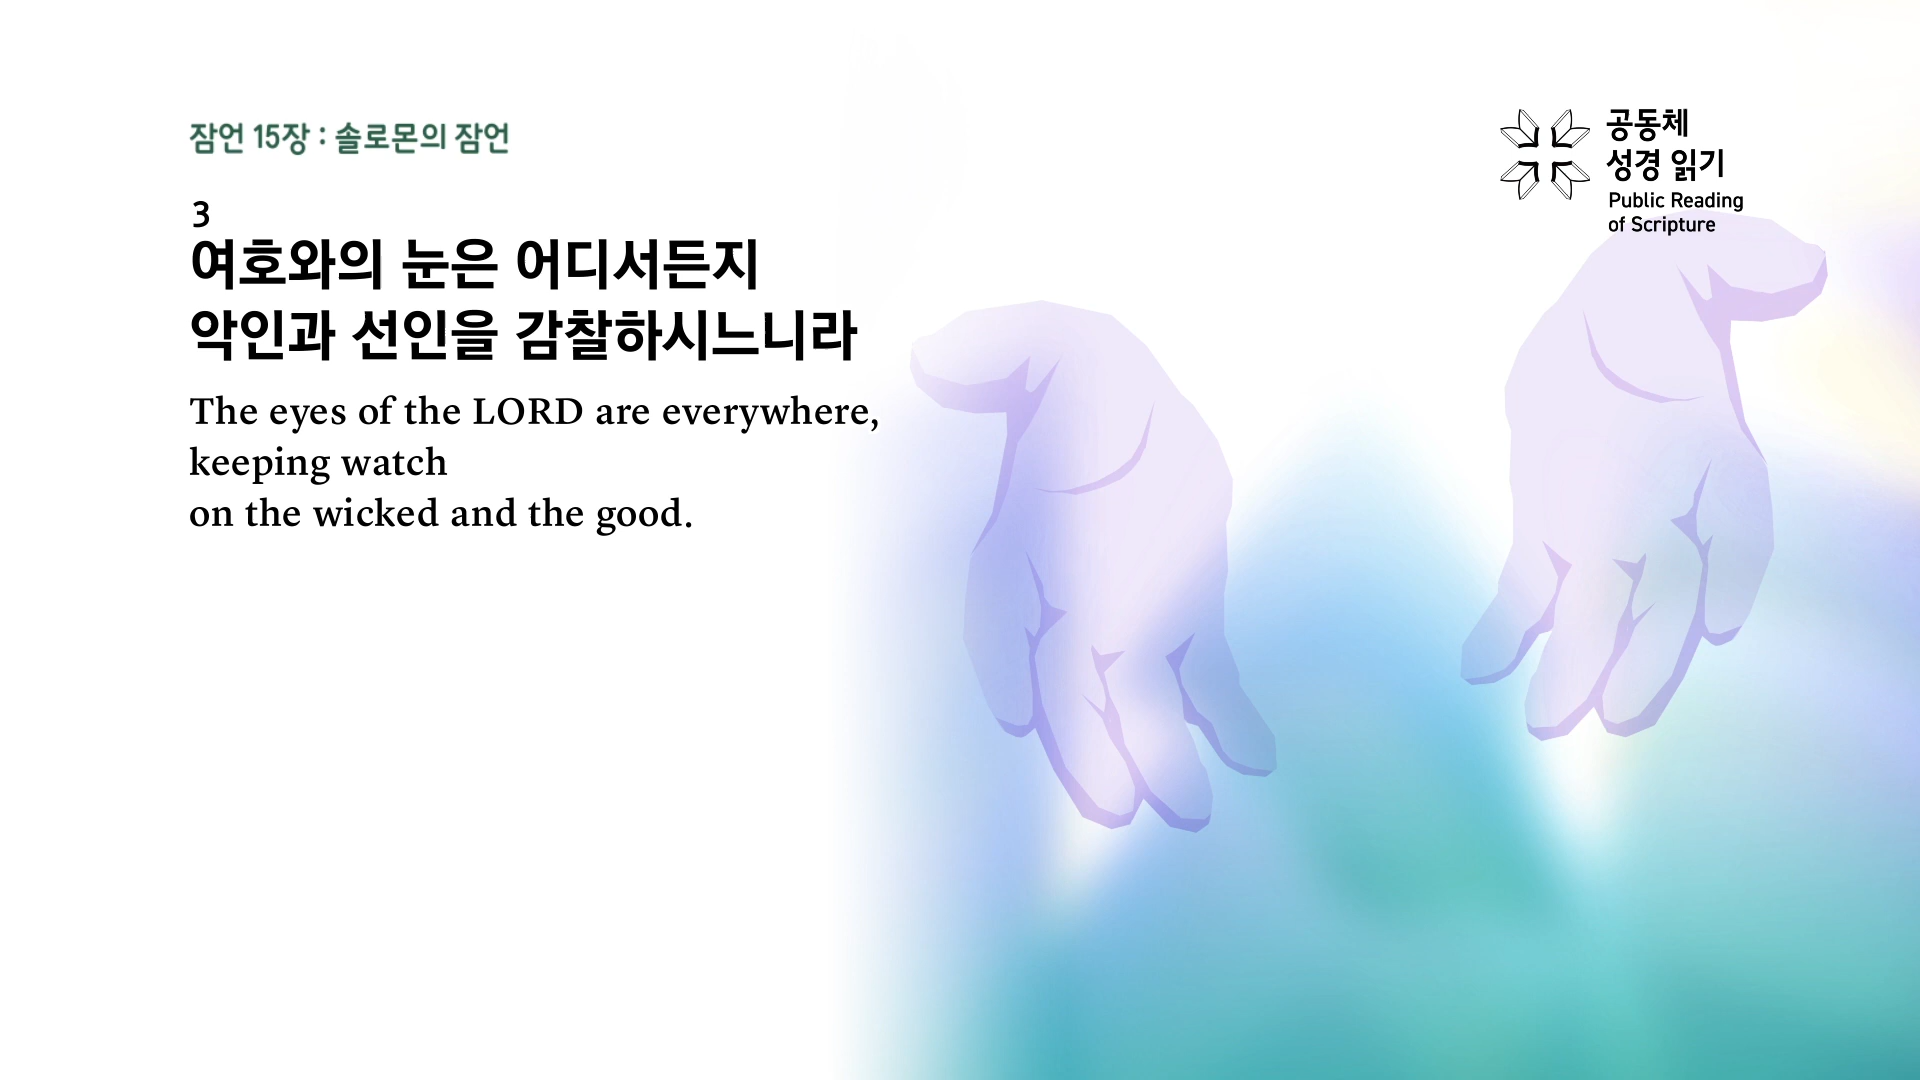 잠언 15장 : 솔로몬의 잠언
3
여호와의 눈은 어디서든지
악인과 선인을 감찰하시느니라
The eyes of the LORD are everywhere,
keeping watch
on the wicked and the good.
공동체
성경 읽기
Public Reading
of Scripture